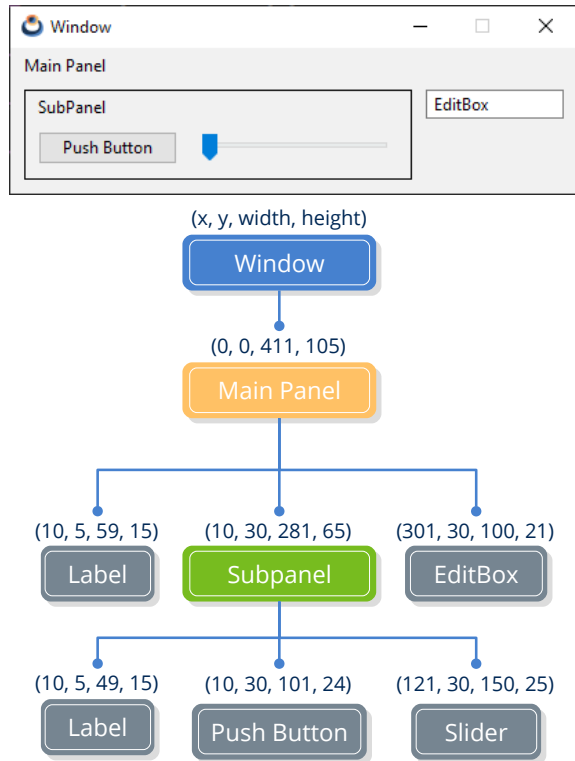 Window
Main Panel
SubPanel
EditBox
Push Button
(x, y, width, height)
Window
(0, 0, 411, 105)
Main Panel
(10, 5, 59, 15) (10, 30, 281, 65) (301, 30, 100, 21)
Label Subpanel EditBox
(10, 5, 49, 15) (10, 30, 101, 24) (121, 30, 150, 25)
Label Push Button Slider